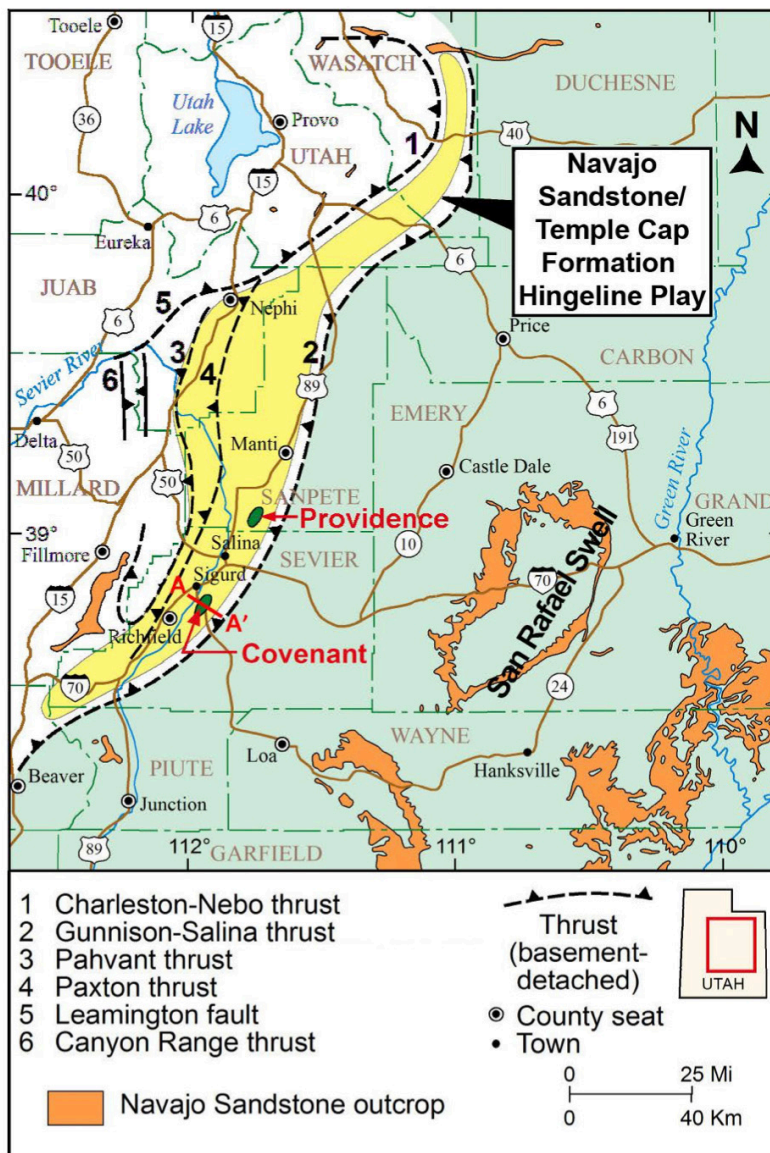 Tooele
15
TOOELE
WASATCH
DUCHESNE
Utah
Lake
Provo
36
UTAH
1
40
N
15
Navajo
Sandstone/
Temple Cap
Formation
Hingeline Play
40°
6
6
Eureka
JUAB
5
Nephi
Price
6
Sevier River
3
2
CARBON
6
4
89
6
EMERY
191
Delta
Manti
Castle Dale
50
50
MILLARD
SANPETE
Green River
GRAND
Providence
Green
River
39°
Salina
SEVIER
10
Fillmore
Sigurd
70
San Rafael Swell
15
A
Richfield
A'
Covenant
70
24
WAYNE
Loa
Hanksville
Beaver
PIUTE
Junction
89
112°
111°
110°
GARFIELD
1 Charleston-Nebo thrust
2 Gunnison-Salina thrust
3 Pahvant thrust
4 Paxton thrust
5 Leamington fault
6 Canyon Range thrust
Navajo Sandstone outcrop
Thrust
(basement-
detached)
UTAH
County seat
Town
0 25 Mi
0 40 Km